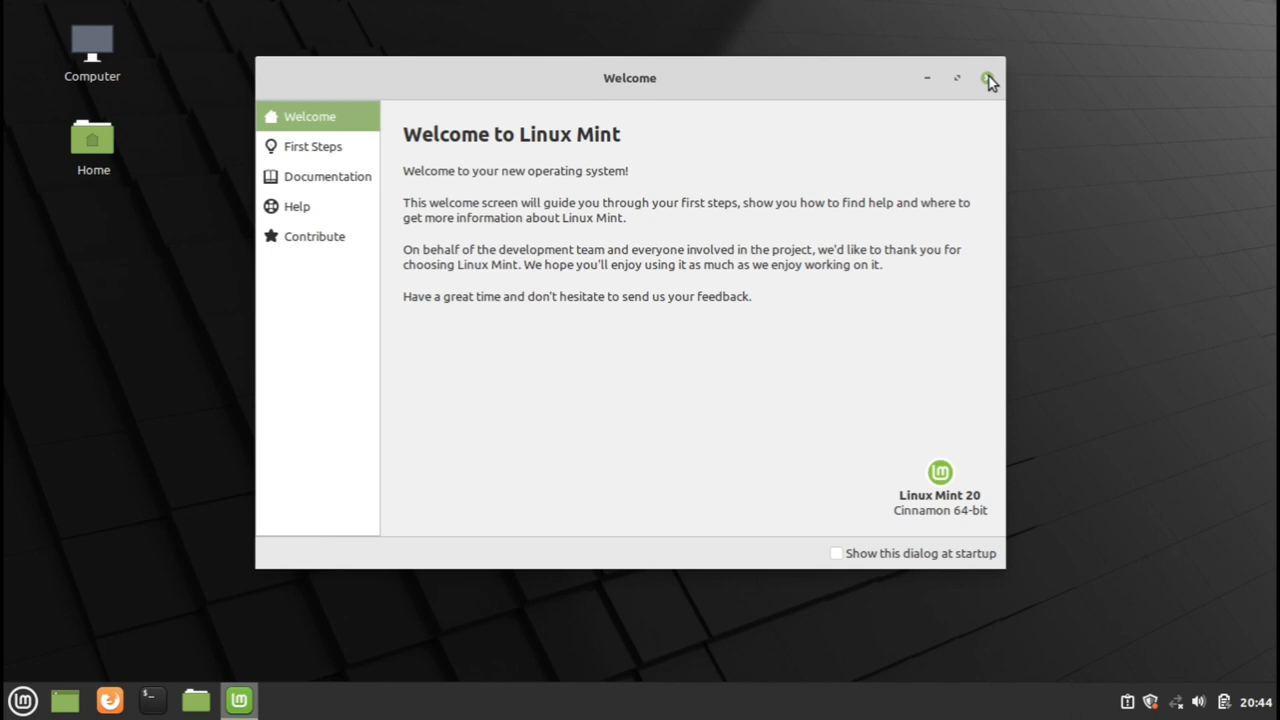 Computer
Home
Welcome
Welcome
First Steps
Documentation
Help
Contribute
Welcome to Linux Mint
Welcome to your new operating system!
This welcome screen will guide you through your first steps, show you how to find help and where to
get more information about Linux Mint.
On behalf of the development team and everyone involved in the project, we'd like to thank you for
choosing Linux Mint. We hope you'll enjoy using it as much as we enjoy working on it.
Have a great time and don't hesitate to send us your feedback.
Linux Mint 20
Cinnamon 64-bit
Show this dialog at startup
$_
20:44